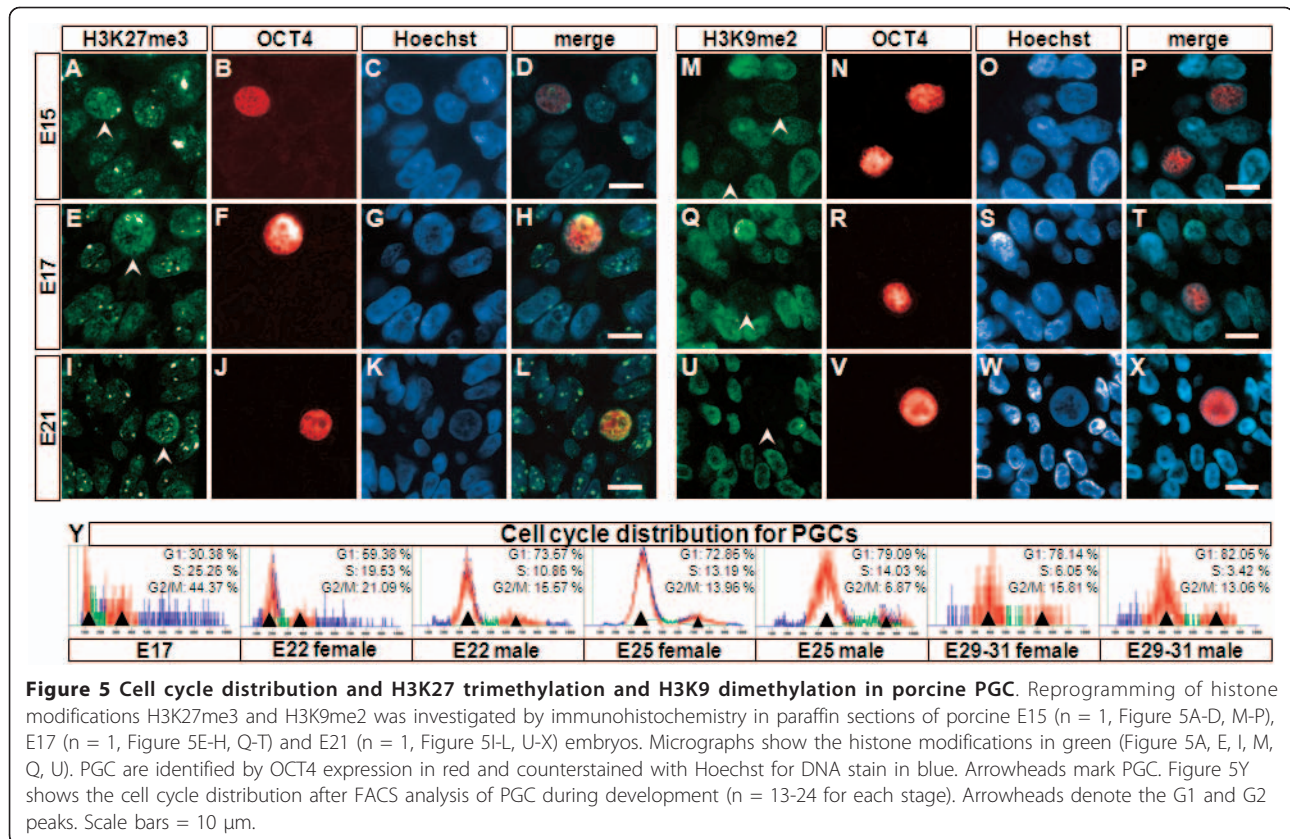 H3K27me3 OCT4 Hoechst merge H3K9me2 OCT4 Hoechst merge
E15
A B C D M N O P
E17
E F G H Q R S T
E21
I J K L U V W X
Y Cell cycle distribution for PGCs
G1: 30.38 % G1: 59.38 % G1: 73.57 % G1: 72.85 % G1: 79.09 % G1: 78.14 % G1: 82.05 %
S: 25.26 % S: 19.53 % S: 10.86 % S: 13.19 % S: 14.03 % S: 6.05 % S: 3.42 %
G2/M: 44.37 % G2/M: 21.09 % G2/M: 15.57 % G2/M: 13.96 % G2/M: 6.87 % G2/M: 15.81 % G2/M: 13.06 %
E17 E22 female E22 male E25 female E25 male E29-31 female E29-31 male
Figure 5 Cell cycle distribution and H3K27 trimethylation and H3K9 dimethylation in porcine PGC. Reprogramming of histone
modifications H3K27me3 and H3K9me2 was investigated by immunohistochemistry in paraffin sections of porcine E15 (n = 1, Figure 5A-D, M-P),
E17 (n = 1, Figure 5E-H, Q-T) and E21 (n = 1, Figure 5I-L, U-X) embryos. Micrographs show the histone modifications in green (Figure 5A, E, I, M,
Q, U). PGC are identified by OCT4 expression in red and counterstained with Hoechst for DNA stain in blue. Arrowheads mark PGC. Figure 5Y
shows the cell cycle distribution after FACS analysis of PGC during development (n = 13-24 for each stage). Arrowheads denote the G1 and G2
peaks. Scale bars = 10 μm.